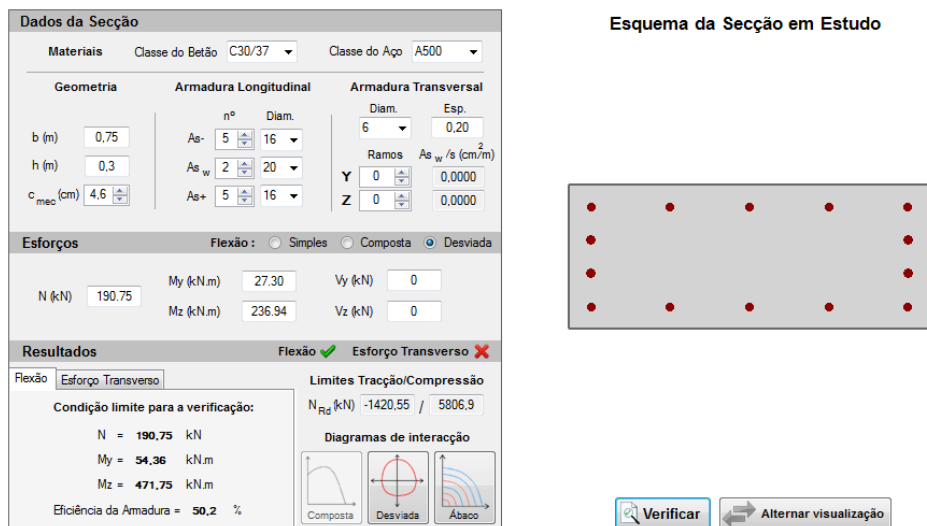 Dados da Secção
Esquema da Secção em Estudo
Materiais Classe do Betão C30/37 Classe do Aço A500
Geometria Armadura Longitudinal Armadura Transversal
nº Diam. Diam. Esp.
6 0,20
b (m) 0,75 As- 5 16
Ramos As w /s (cm2/m)
h (m) 0,3 As w 2 20
Y 0 0,0000
c mec (cm) 4,6 As+ 5 16
Z 0 0,0000
Esforços Flexão : Simples Composta Desviada
N (kN) 190.75
My (kN.m) 27.30 Vy (kN) 0
Mz (kN.m) 236.94 Vz (kN) 0
Resultados Flexão Esforço Transverso
Flexão Esforço Transverso
Limites Tracção/Compressão
Condição limite para a verificação:
N Rd (kN) -1420,55 / 5806,9
N = 190,75 kN
Diagramas de interacção
My = 54,36 kN.m
Mz = 471,75 kN.m
Eficiência da Armadura = 50,2 %
Composta Desviada Ábaco
Verificar Alternar visualização